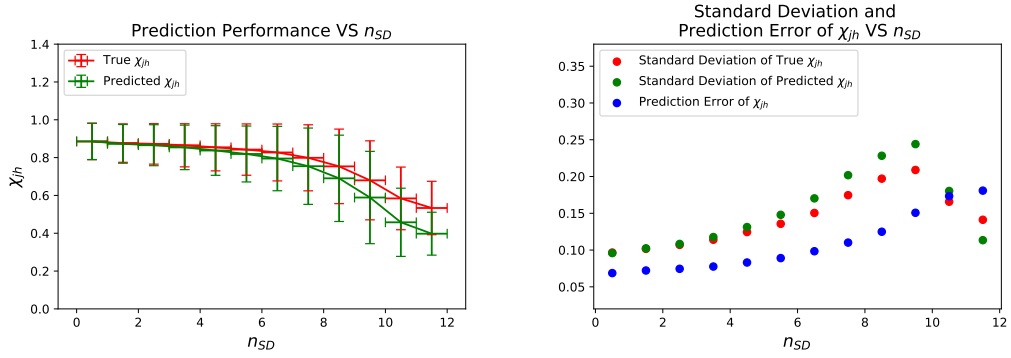 Prediction Performance VS n_SD
1.4
1.2
1.0
0.8
0.6
0.4
0.2
0.0
χ_jh
True χ_jh
Predicted χ_jh
0 2 4 6 8 10 12
n_SD
Standard Deviation and
Prediction Error of χ_jh VS n_SD
0.35
0.30
0.25
0.20
0.15
0.10
0.05
Standard Deviation of True χ_jh
Standard Deviation of Predicted χ_jh
Prediction Error of χ_jh
0 2 4 6 8 10 12
n_SD